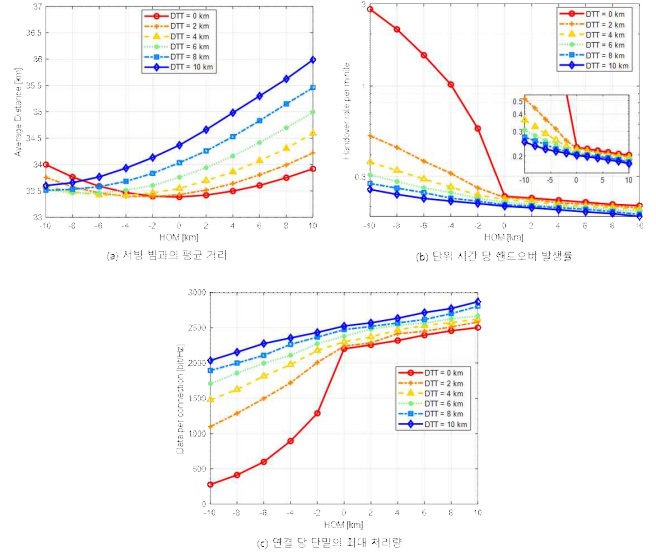 37
36.5
36
35.5
35
34.5
34
33.5
33
Average Distance [km]
DTT = 0 km
DTT = 2 km
DTT = 4 km
DTT = 6 km
DTT = 8 km
DTT = 10 km
-10 -8 -6 -4 -2 0 2 4 6 8 10
HOM [km]
(a) 서빙 빔과의 평균 거리
3
1
0.3
Handover rate per minute
DTT = 0 km
DTT = 2 km
DTT = 4 km
DTT = 6 km
DTT = 8 km
DTT = 10 km
0.5
0.4
0.3
0.2
-10 -5 0 5 10
-10 -8 -6 -4 -2 0 2 4 6 8 10
HOM [km]
(b) 단위 시간 당 핸드오버 발생률
3000
2500
2000
1500
1000
500
0
Data per connection [b/Hz]
DTT = 0 km
DTT = 2 km
DTT = 4 km
DTT = 6 km
DTT = 8 km
DTT = 10 km
-10 -8 -6 -4 -2 0 2 4 6 8 10
HOM [km]
(c) 연결 당 단말의 최대 처리량